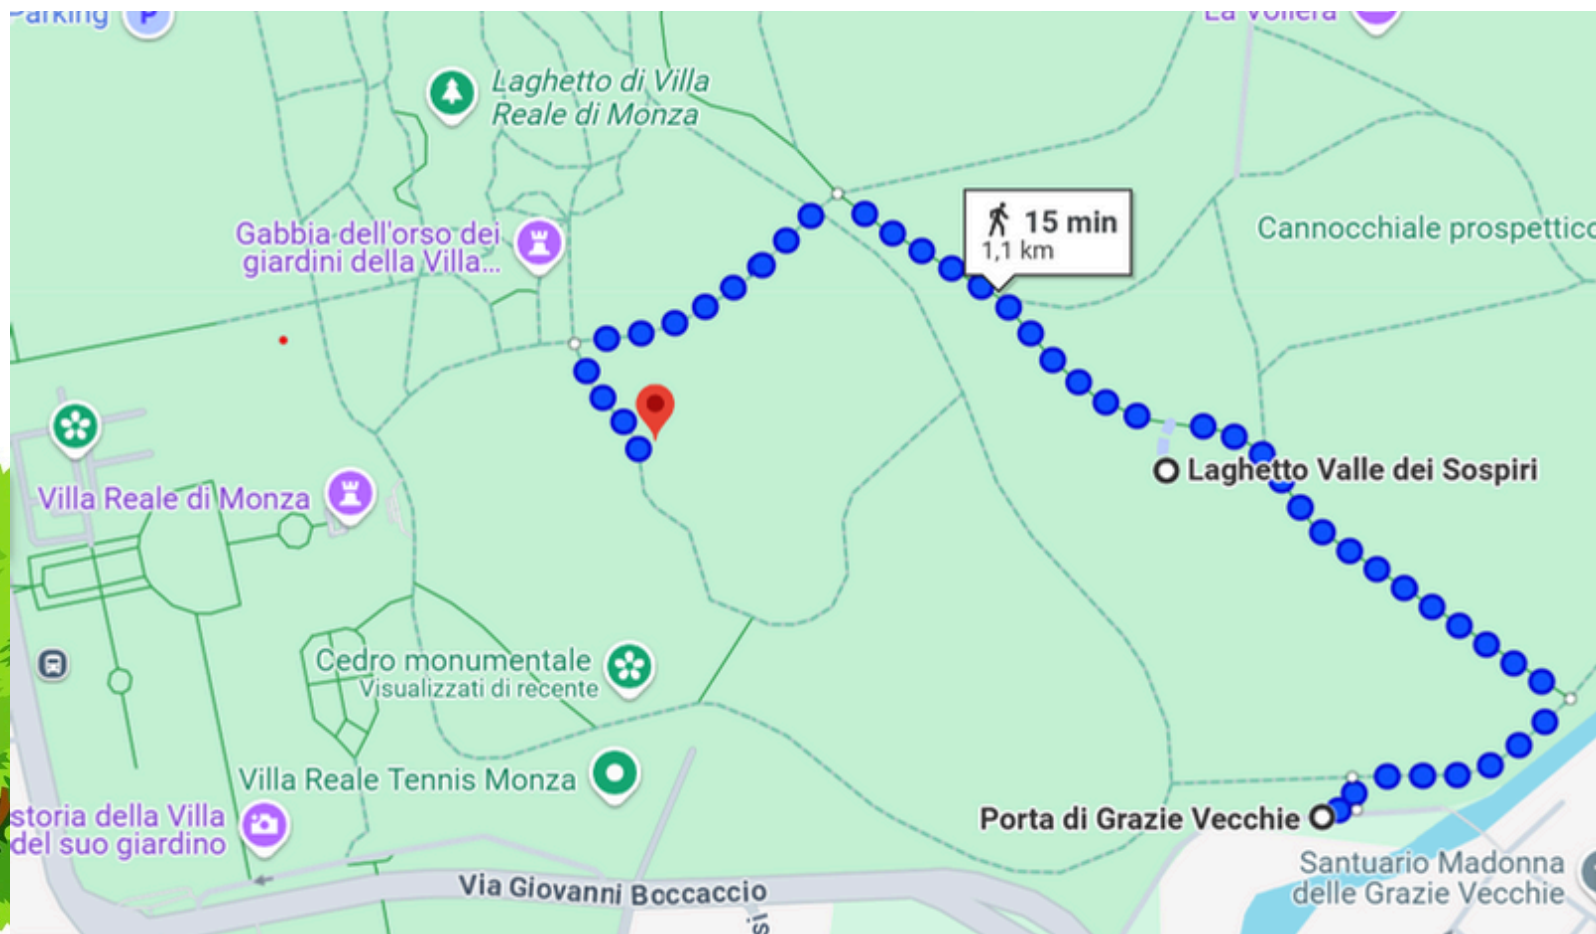 Parking
P
La Voliera
Laghetto di Villa
Reale di Monza
15 min
1,1 km
Gabbia dell'orso dei
giardini della Villa...
Cannocchiale prospettico
Laghetto Valle dei Sospiri
Villa Reale di Monza
Cedro monumentale
Visualizzati di recente
Villa Reale Tennis Monza
storia della Villa
del suo giardino
Porta di Grazie Vecchie
Santuario Madonna
delle Grazie Vecchie
Via Giovanni Boccaccio